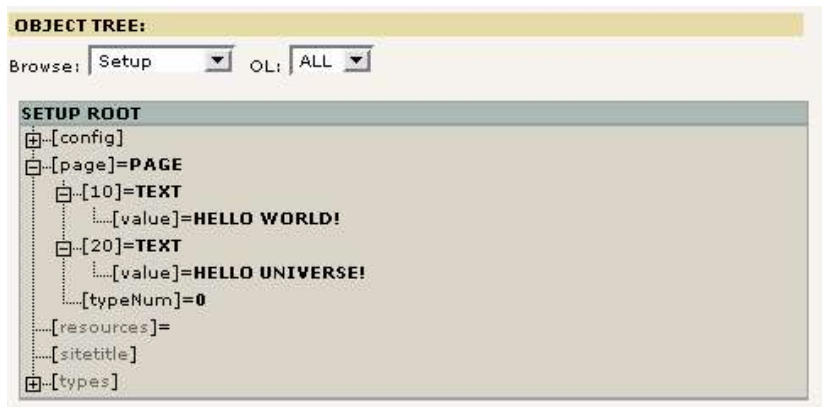 OBJECT TREE:
Browse: Setup OL: ALL
SETUP ROOT
[config]
[page]=PAGE
[10]=TEXT
[value]=HELLO WORLD!
[20]=TEXT
[value]=HELLO UNIVERSE!
[typeNum]=0
[resources]=
[sitetitle]
[types]